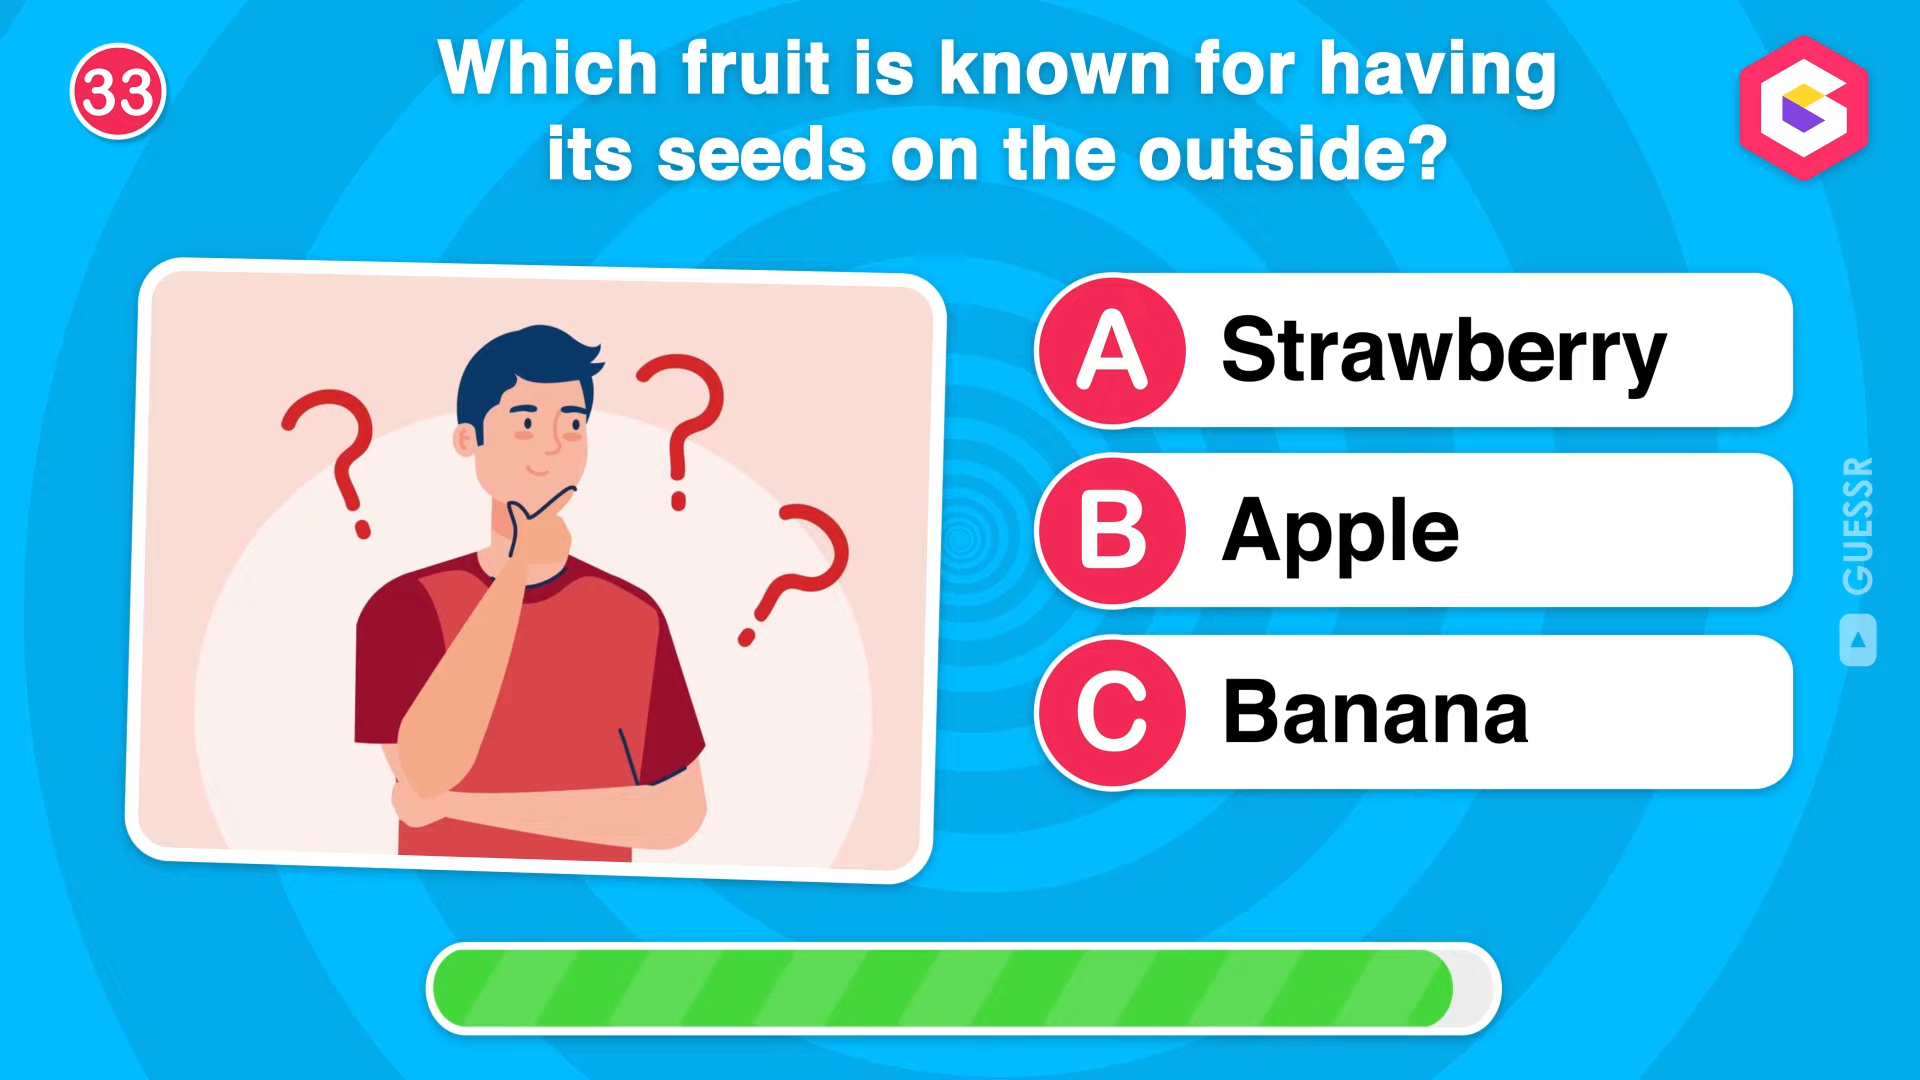 33
Which fruit is known for having
its seeds on the outside?
A Strawberry
B Apple
C Banana
GUESSR